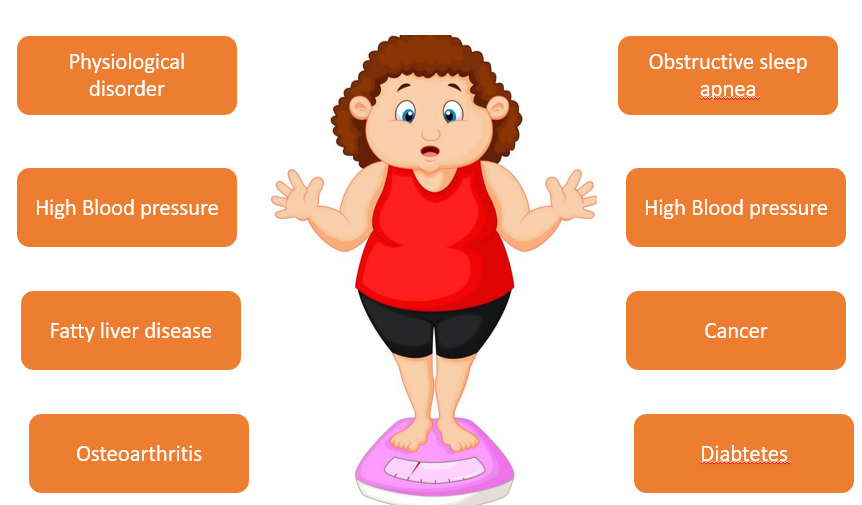 Physiological
disorder
Obstructive sleep
apnea
High Blood pressure
High Blood pressure
Fatty liver disease
Cancer
Osteoarthritis
Diabtetes